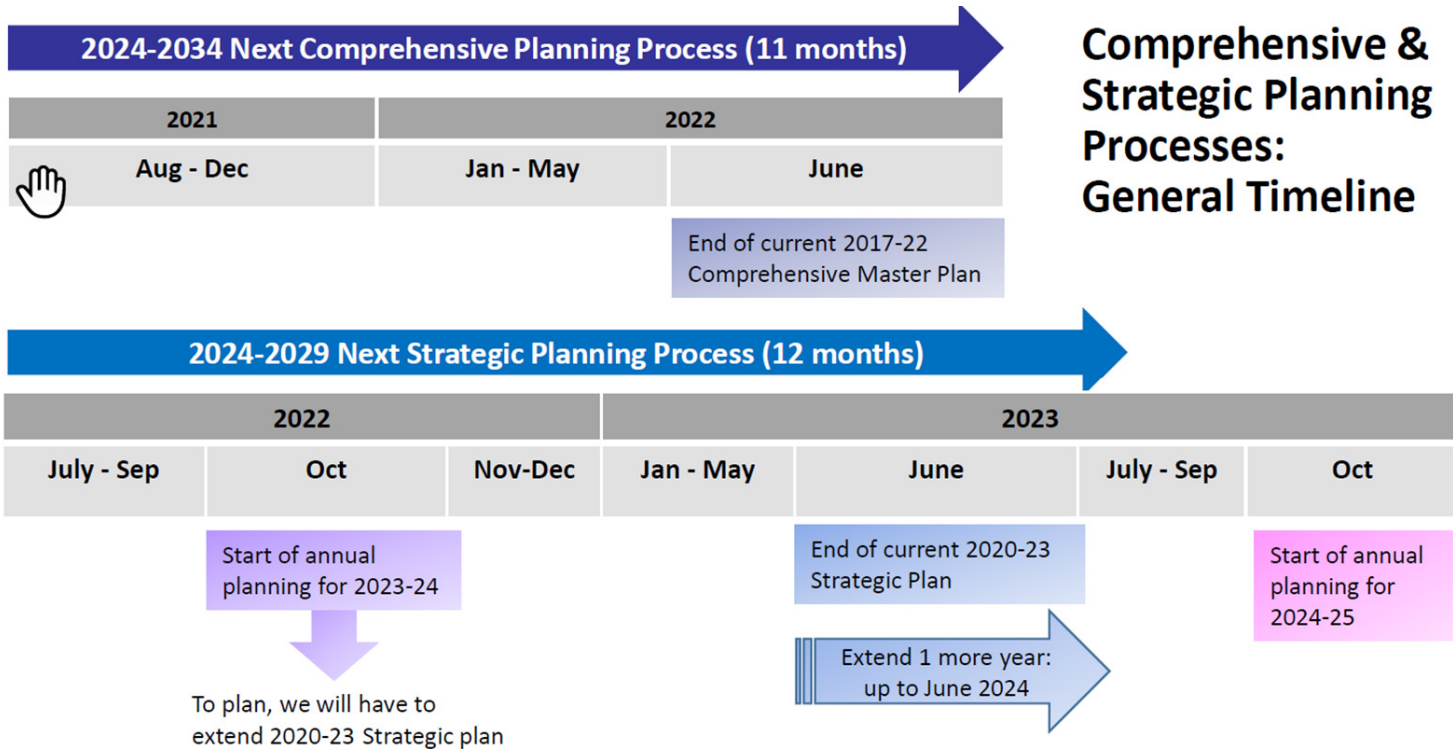 2024-2034 Next Comprehensive Planning Process (11 months)
Comprehensive &
Strategic Planning
Processes:
General Timeline
2021
2022
Aug - Dec
Jan - May
June
End of current 2017-22
Comprehensive Master Plan
2024-2029 Next Strategic Planning Process (12 months)
2022
2023
July - Sep
Oct
Nov-Dec
Jan - May
June
July - Sep
Oct
Start of annual
planning for 2023-24
End of current 2020-23
Strategic Plan
Start of annual
planning for
2024-25
Extend 1 more year:
up to June 2024
To plan, we will have to
extend 2020-23 Strategic plan